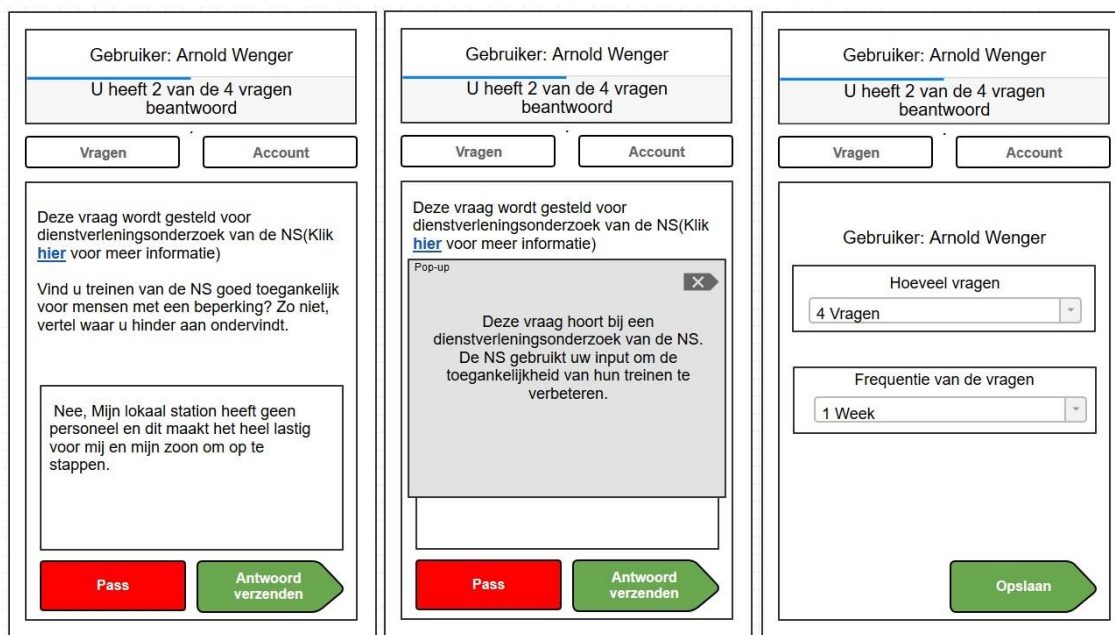 Gebruiker: Arnold Wenger
U heeft 2 van de 4 vragen
beantwoord
.
Vragen
Account
Deze vraag wordt gesteld voor
dienstverleningsonderzoek van de NS(Klik
hier voor meer informatie)
Vind u treinen van de NS goed toegankelijk
voor mensen met een beperking? Zo niet,
vertel waar u hinder aan ondervindt.
Nee, Mijn lokaal station heeft geen
personeel en dit maakt het heel lastig
voor mij en mijn zoon om op te
stappen.
Pass
Antwoord
verzenden
Gebruiker: Arnold Wenger
U heeft 2 van de 4 vragen
beantwoord
.
Vragen
Account
Deze vraag wordt gesteld voor
dienstverleningsonderzoek van de NS(Klik
hier voor meer informatie)
Pop-up
Deze vraag hoort bij een
dienstverleningsonderzoek van de NS.
De NS gebruikt uw input om de
toegankelijkheid van hun treinen te
verbeteren.
Pass
Antwoord
verzenden
Gebruiker: Arnold Wenger
U heeft 2 van de 4 vragen
beantwoord
.
Vragen
Account
Gebruiker: Arnold Wenger
Hoeveel vragen
4 Vragen
Frequentie van de vragen
1 Week
Opslaan